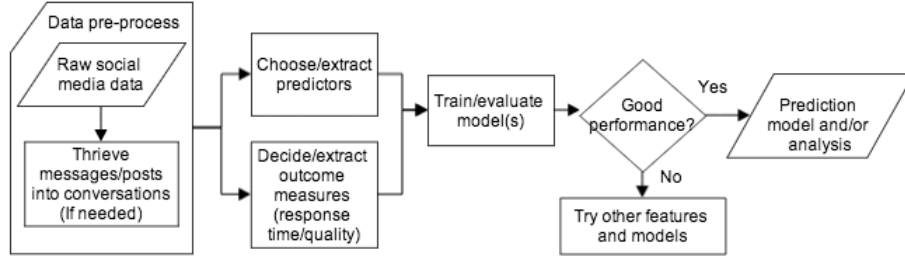 Data pre-process
Raw social
media data
Thrieve
messages/posts
into conversations
(If needed)
Choose/extract
predictors
Decide/extract
outcome
measures
(response
time/quality)
Train/evaluate
model(s)
Good
performance?
Yes
No
Prediction
model and/or
analysis
Try other features
and models